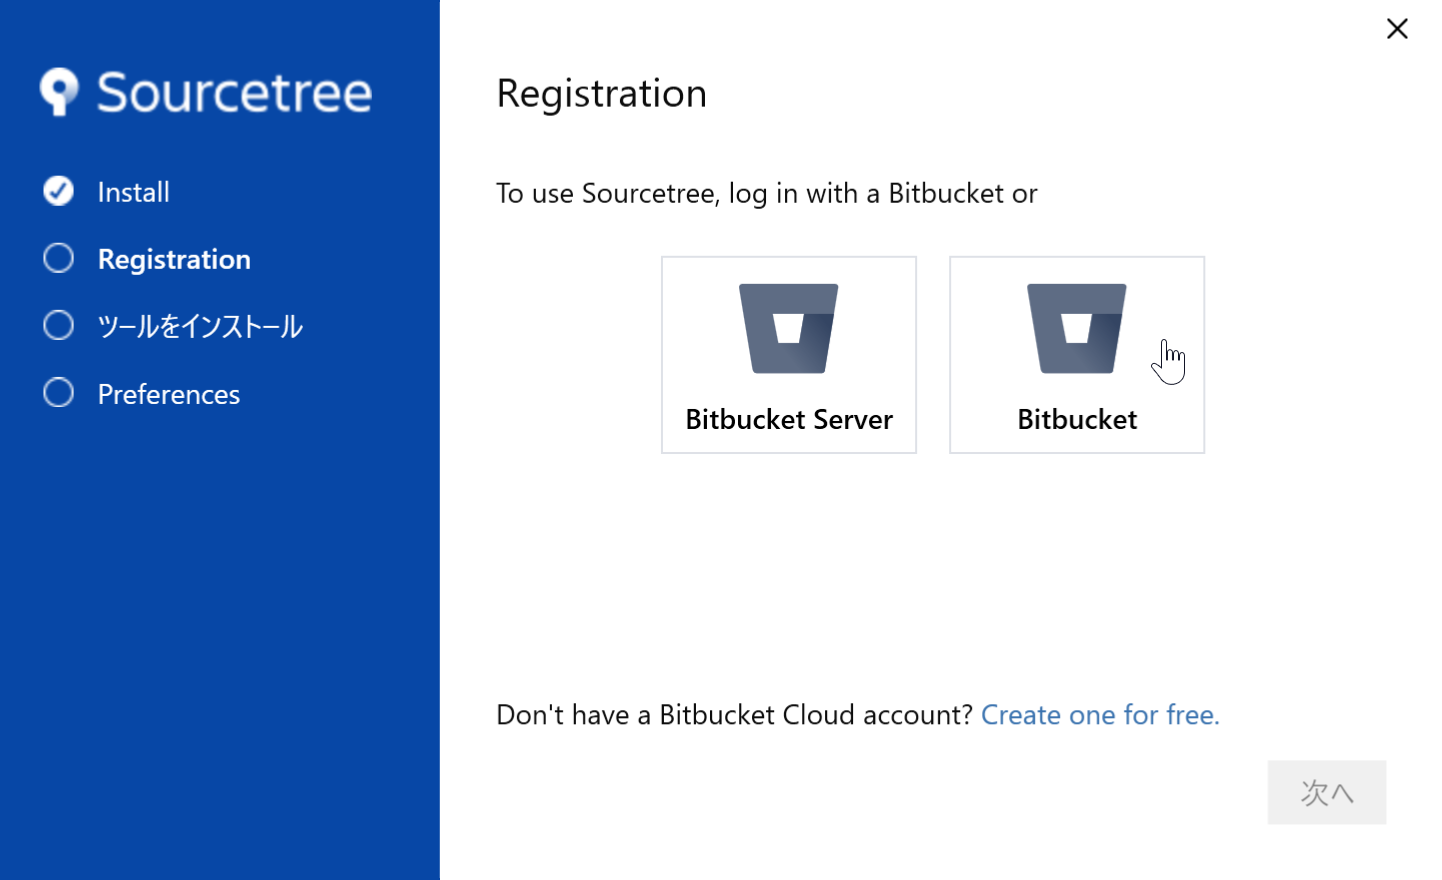 Sourcetree
Install
Registration
ツールをインストール
Preferences
Registration
To use Sourcetree, log in with a Bitbucket or
Bitbucket Server
Bitbucket
Don't have a Bitbucket Cloud account? Create one for free.
次へ